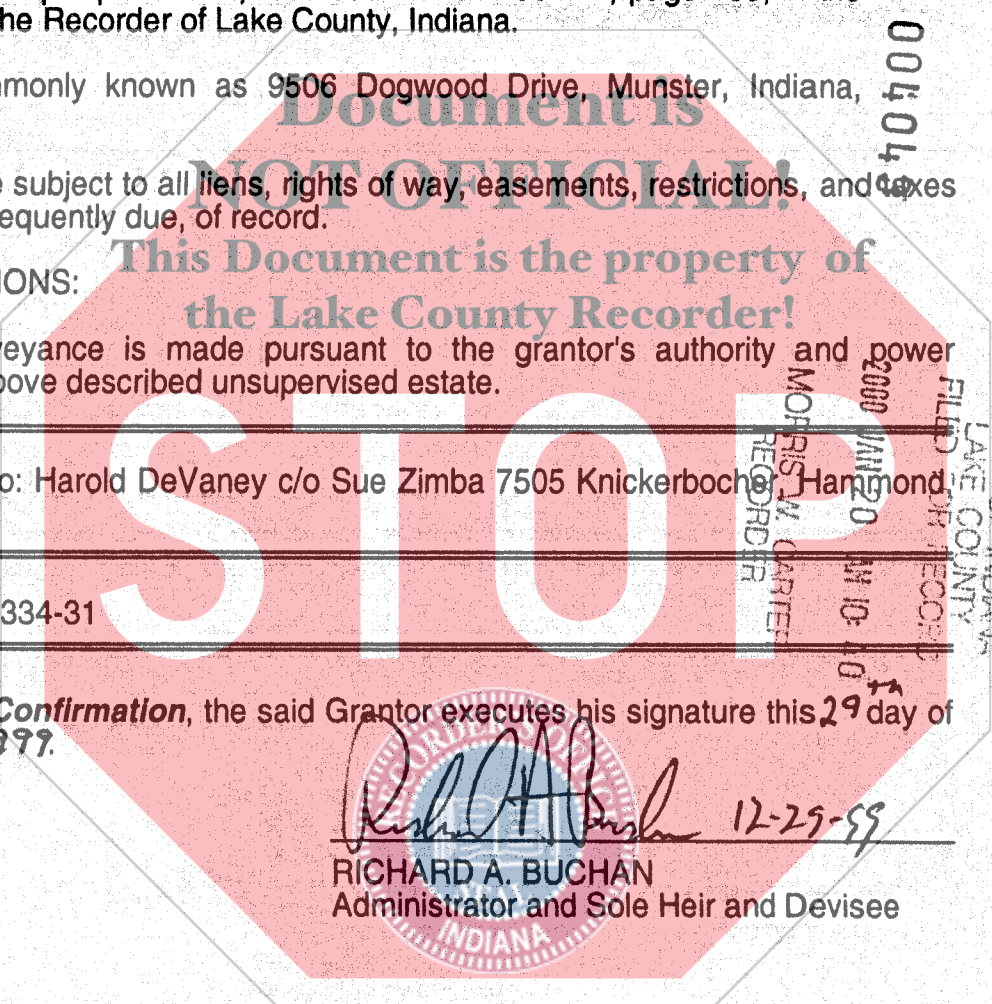 he Recorder of Lake County, Indiana.
004049
mmonly known as 9506 Dogwood Drive, Munster, Indiana,
Document is
NOT OFFICIAL!
subject to all liens, rights of way, easements, restrictions, and taxes
equently due, of record.
This Document is the property of
the Lake County Recorder!
IONS:
veyance is made pursuant to the grantor's authority and power
ove described unsupervised estate.
STOP
LAKE COUNTY
FILED FOR RECORD
2000 JAN 20 AM 10: 40
MORRIS W. CARTER
RECORDER
o: Harold DeVaney c/o Sue Zimba 7505 Knickerbocher, Hammond,
334-31
Confirmation, the said Grantor executes his signature this 29th day of
1999.
12-29-99
RICHARD A. BUCHAN
Administrator and Sole Heir and Devisee
SEAL
INDIANA